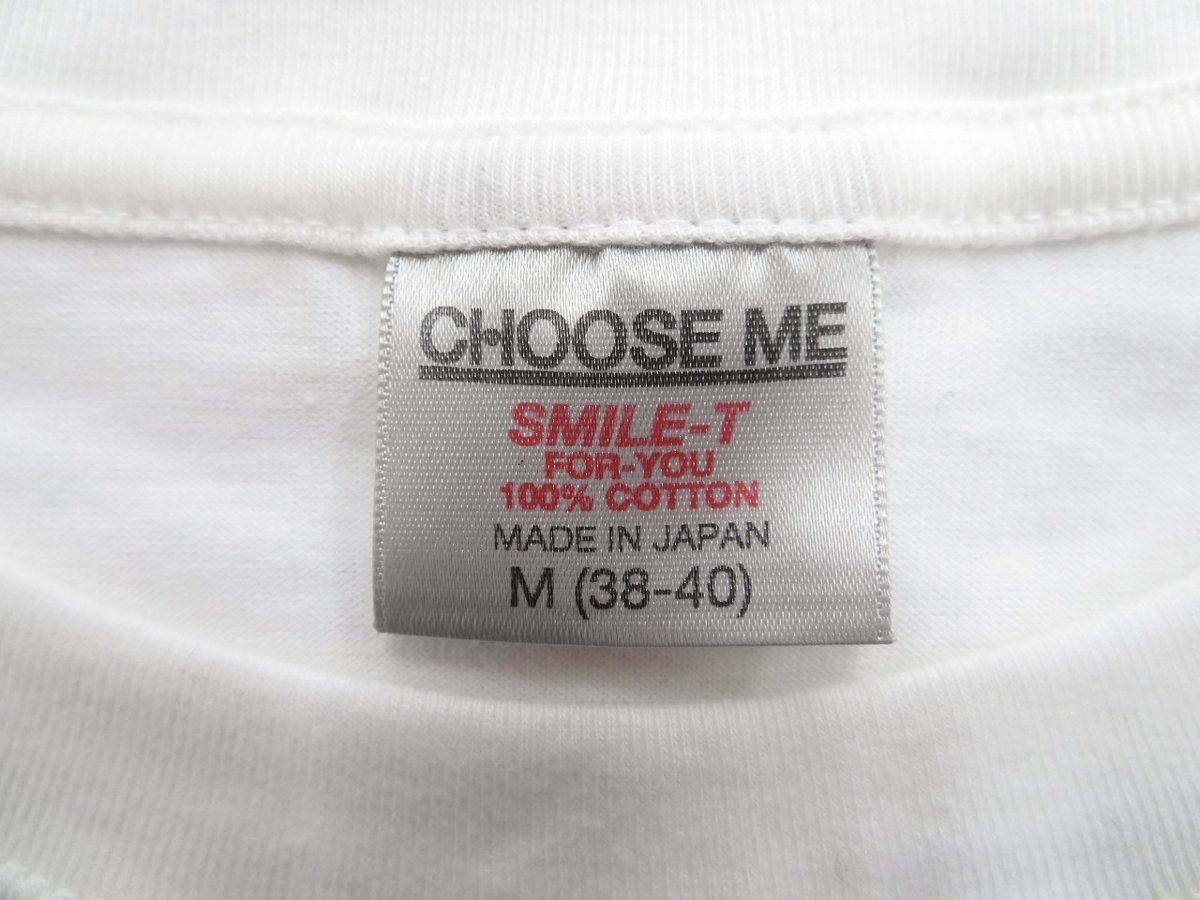 CHOOSE ME
SMILE-T
FOR-YOU
100% COTTON
MADE IN JAPAN
M (38-40)